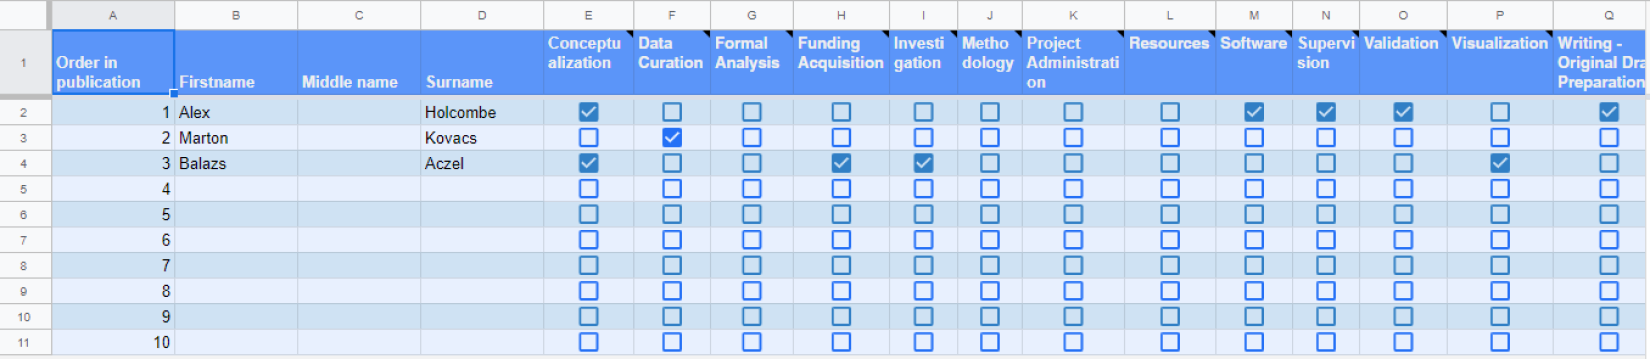 A B C D E F G H I J K L M N O P Q
1 Order in publication Firstname Middle name Surname Conceptualization Data Curation Formal Analysis Funding Acquisition Investigation Methodology Project Administration Resources Software Supervision Validation Visualization Writing - Original Dra Preparation
2 1 Alex Holcombe
3 2 Marton Kovacs
4 3 Balazs Aczel
5 4
6 5
7 6
8 7
9 8
10 9
11 10